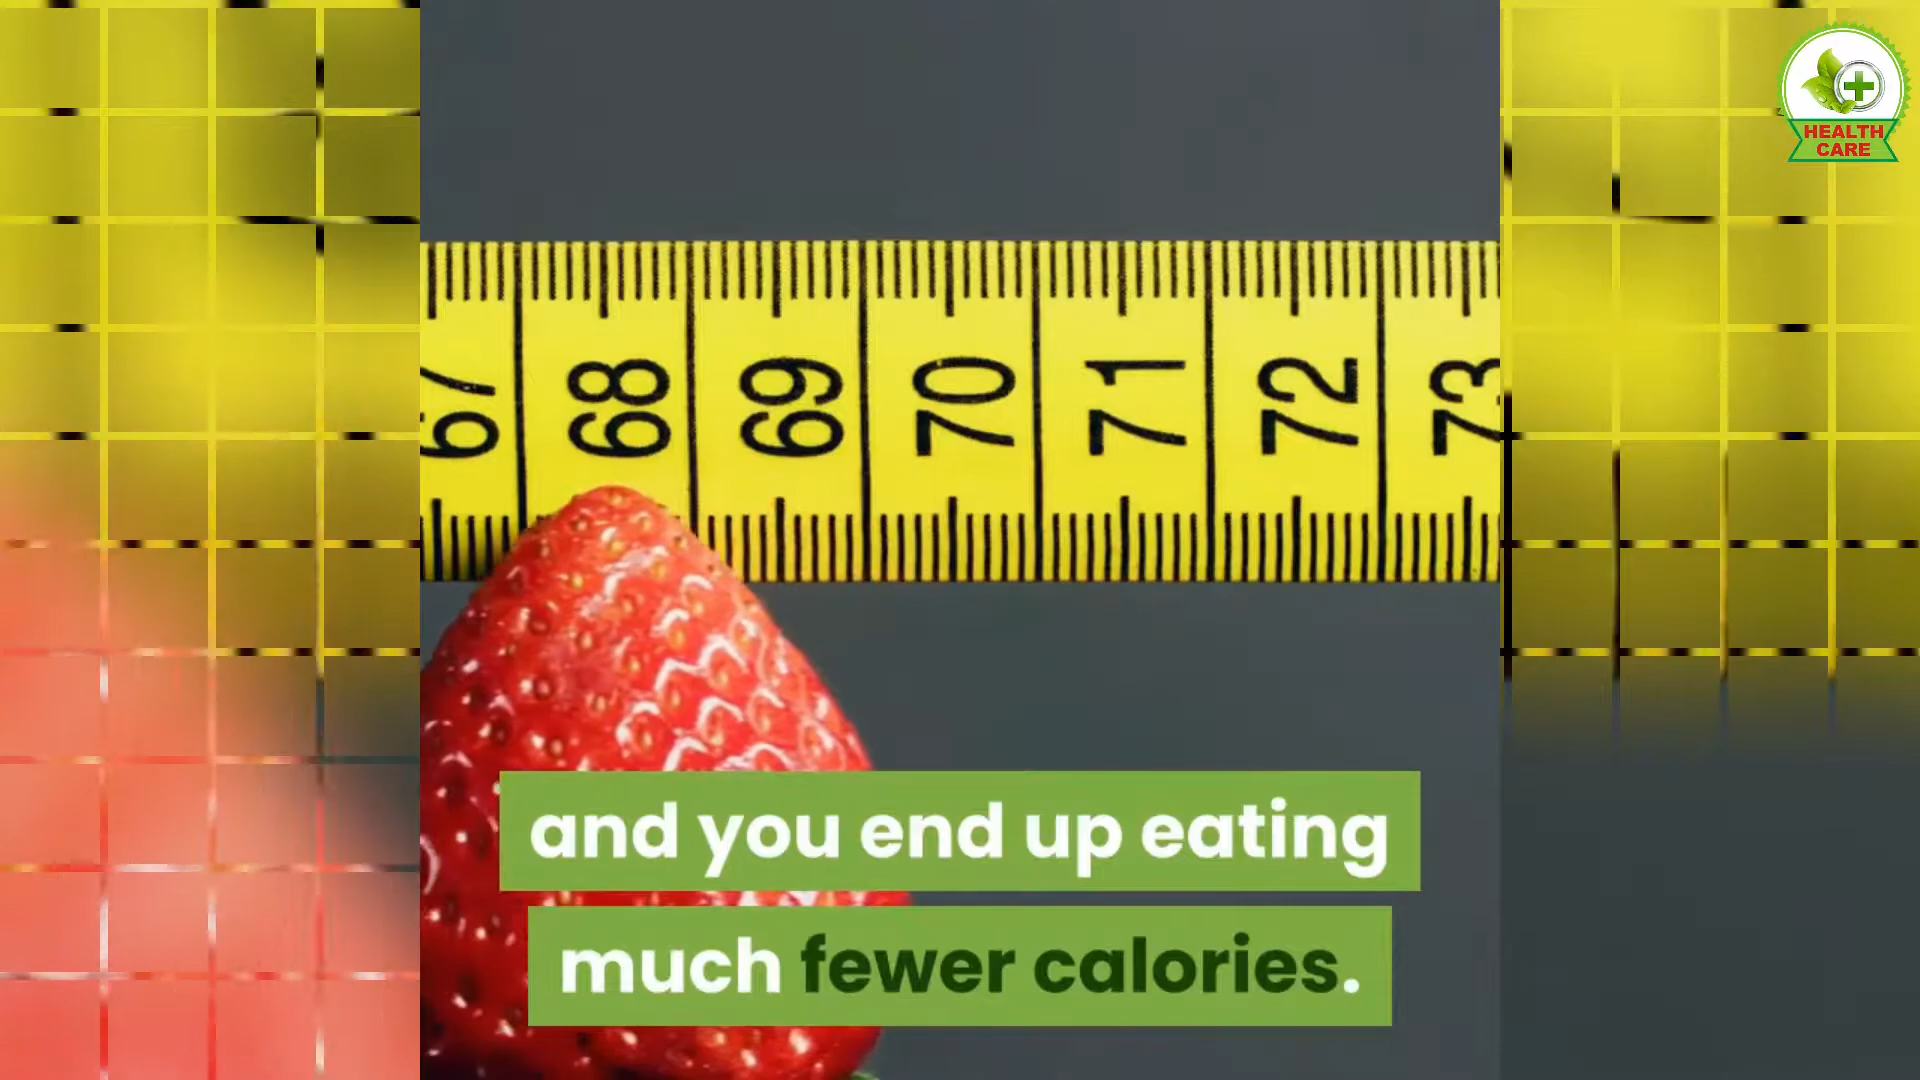 HEALTH
CARE
67 68 69 70 71 72 73
and you end up eating
much fewer calories.